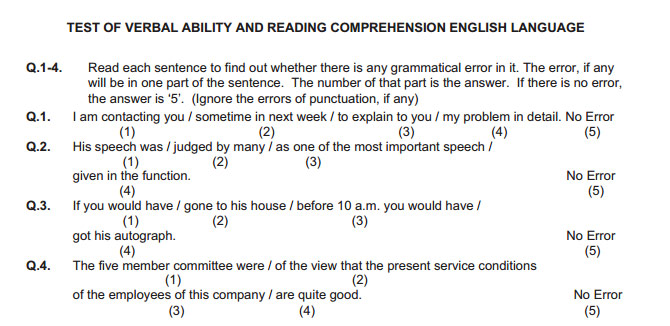 TEST OF VERBAL ABILITY AND READING COMPREHENSION ENGLISH LANGUAGE
Q.1-4. Read each sentence to find out whether there is any grammatical error in it. The error, if any
will be in one part of the sentence. The number of that part is the answer. If there is no error,
the answer is '5'. (Ignore the errors of punctuation, if any)
Q.1. I am contacting you / sometime in next week / to explain to you / my problem in detail. No Error
(1) (2) (3) (4) (5)
Q.2. His speech was / judged by many / as one of the most important speech /
(1) (2) (3)
given in the function. No Error
(4) (5)
Q.3. If you would have / gone to his house / before 10 a.m. you would have /
(1) (2) (3)
got his autograph. No Error
(4) (5)
Q.4. The five member committee were / of the view that the present service conditions
(1) (2)
of the employees of this company / are quite good. No Error
(3) (4) (5)